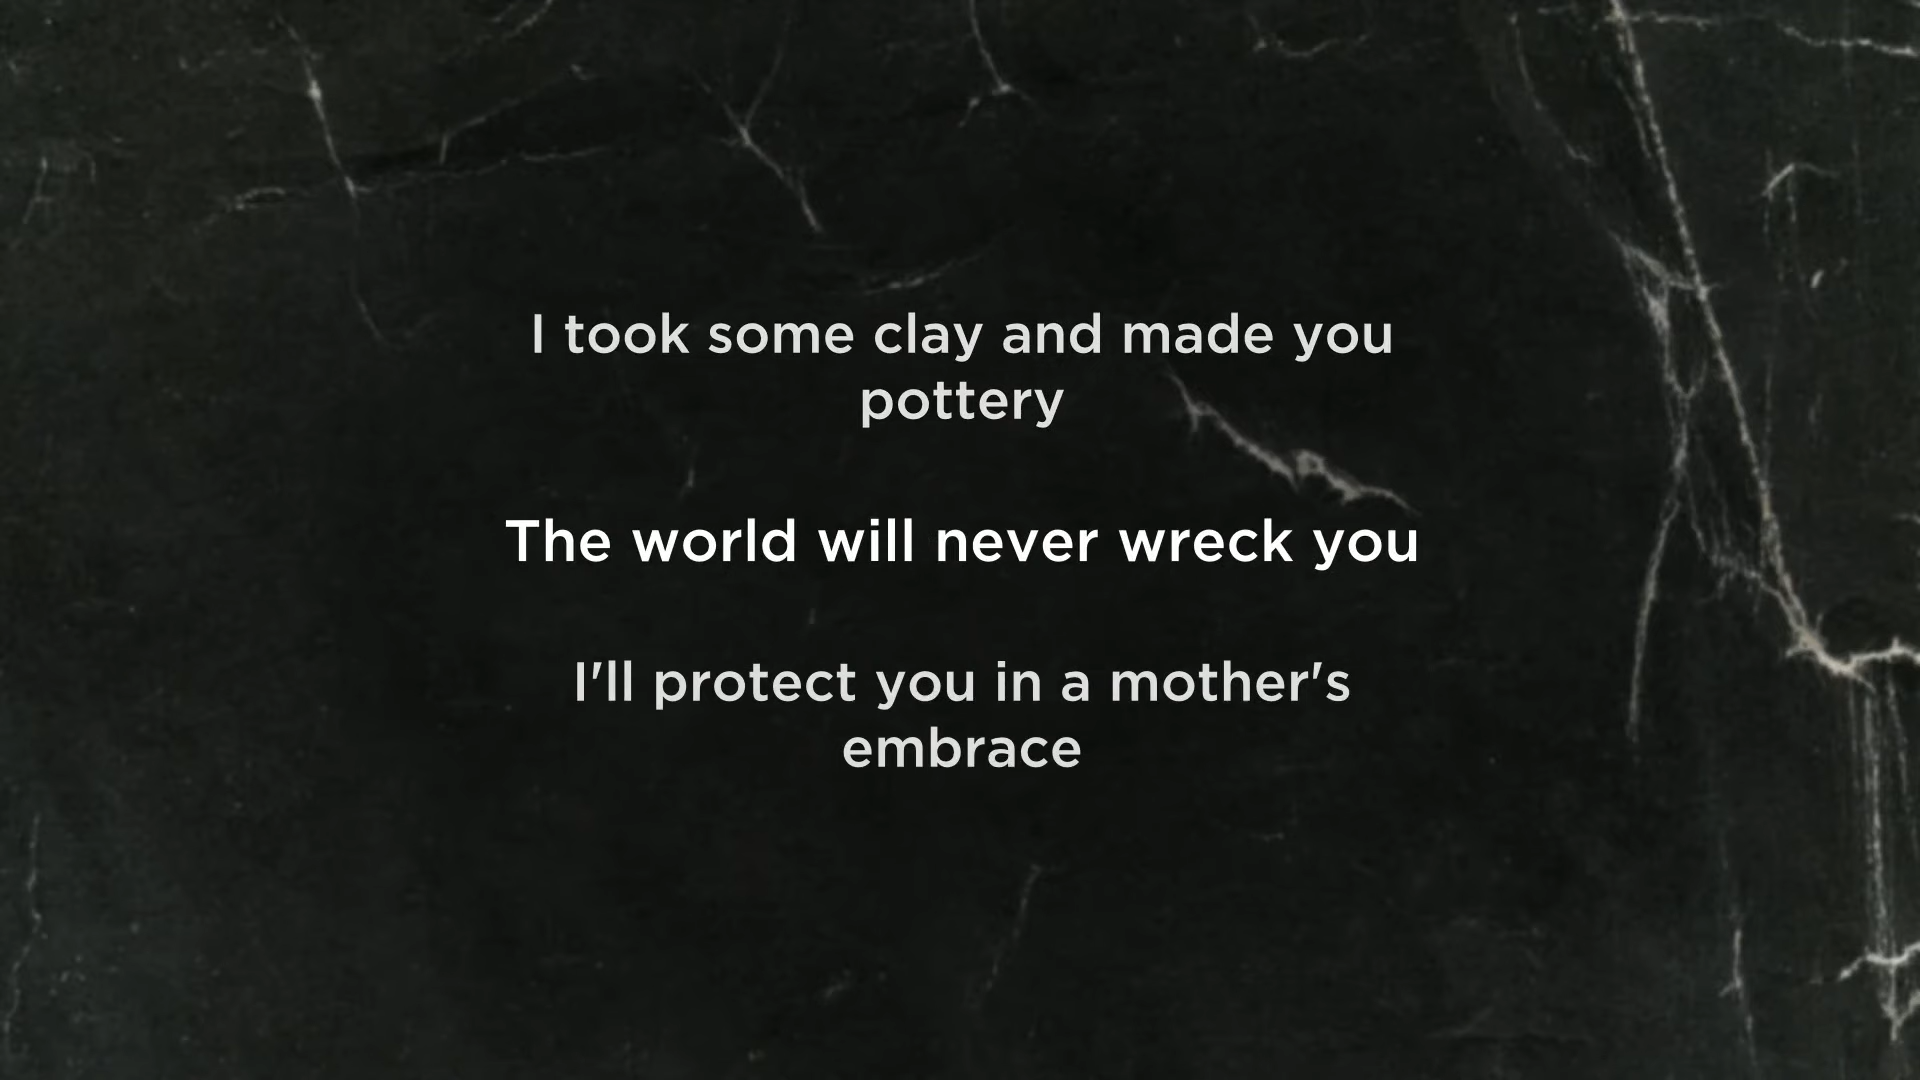 I took some clay and made you
pottery
The world will never wreck you
I'll protect you in a mother's
embrace